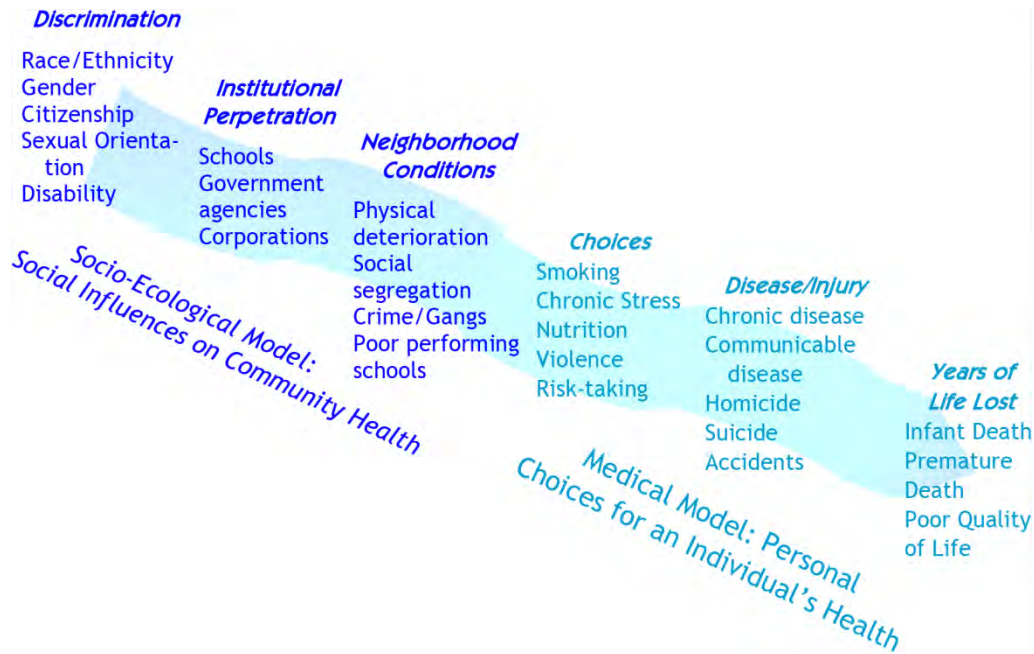 Discrimination
Race/Ethnicity
Gender
Citizenship
Sexual Orienta-
tion
Disability
Institutional
Perpetration
Schools
Government
agencies
Corporations
Neighborhood
Conditions
Physical
deterioration
Social
segregation
Crime/Gangs
Poor performing
schools
Socio-Ecological Model:
Social Influences on Community Health
Choices
Smoking
Chronic Stress
Nutrition
Violence
Risk-taking
Disease/Injury
Chronic disease
Communicable
disease
Homicide
Suicide
Accidents
Years of
Life Lost
Infant Death
Premature
Death
Poor Quality
of Life
Medical Model: Personal
Choices for an Individual's Health